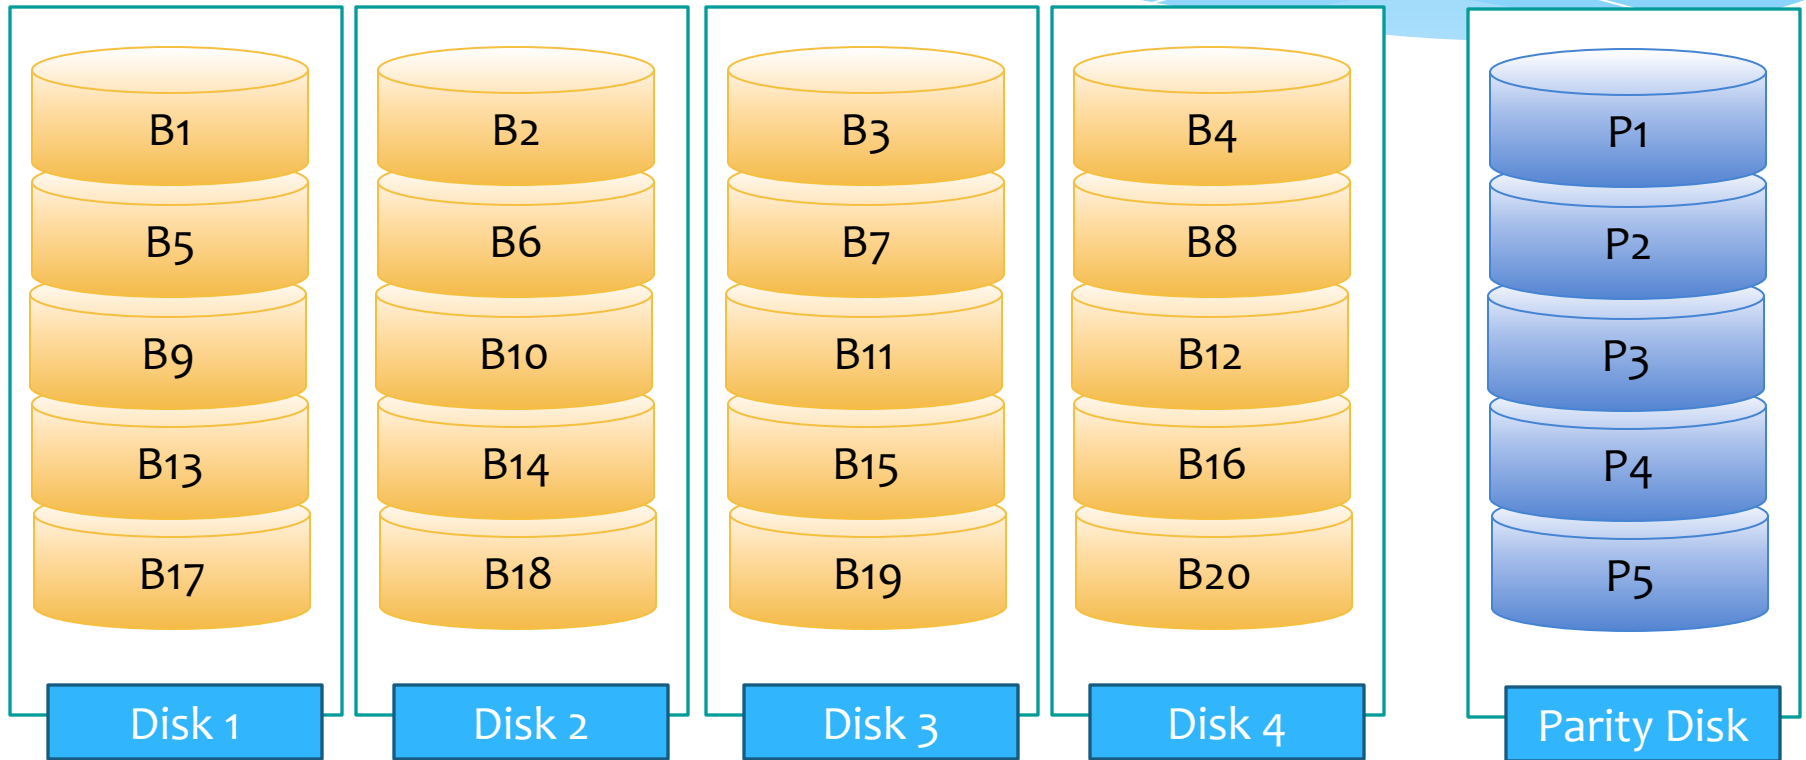 B1 B2 B3 B4 P1
B5 B6 B7 B8 P2
B9 B10 B11 B12 P3
B13 B14 B15 B16 P4
B17 B18 B19 B20 P5
Disk 1 Disk 2 Disk 3 Disk 4 Parity Disk